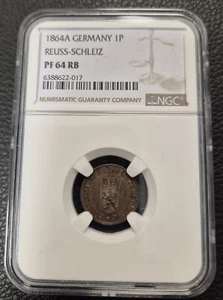 1864A GERMANY 1P
REUSS-SCHLEIZ
PF 64 RB
6388622-017
NUMISMATIC GUARANTY COMPANY
NGC